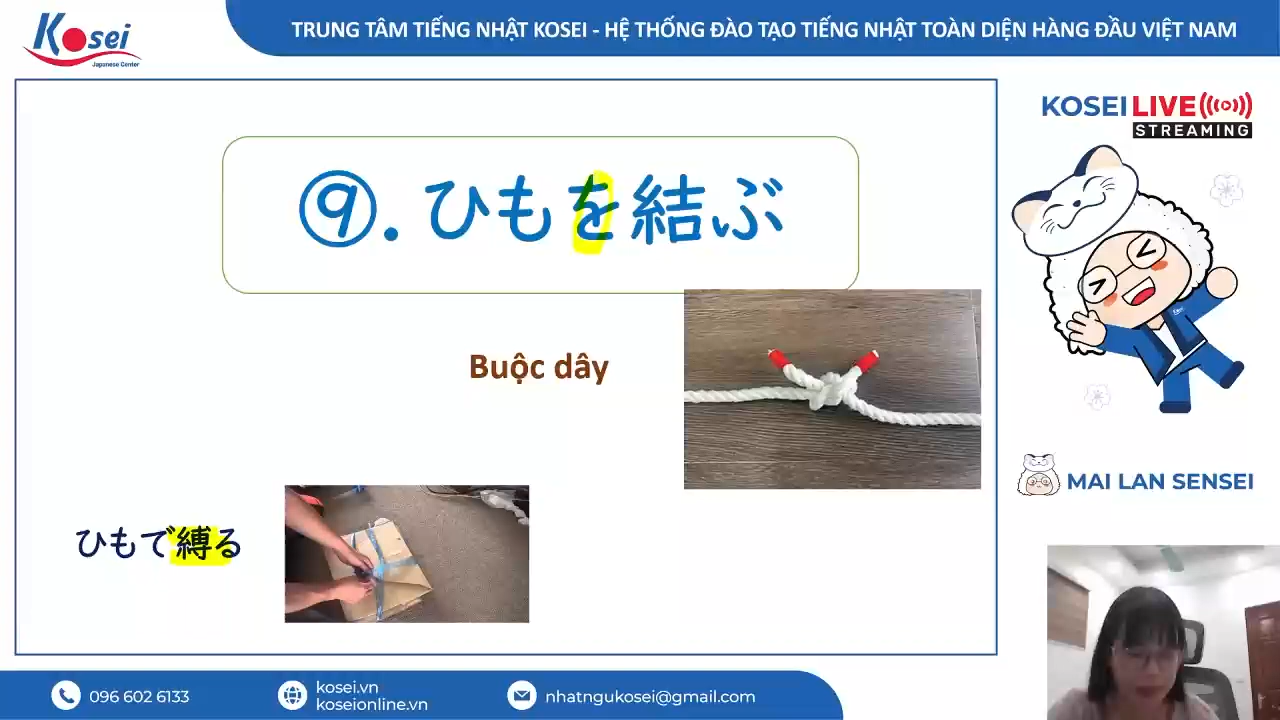 Kosei
Japanese Center
TRUNG TÂM TIẾNG NHẬT KOSEI - HỆ THỐNG ĐÀO TẠO TIẾNG NHẬT TOÀN DIỆN HÀNG ĐẦU VIỆT NAM
KOSEI LIVE
STREAMING
⑨. ひもを結ぶ
Buộc dây
ひもで縛る
MAI LAN SENSEI
096 602 6133
kosei.vn
koseionline.vn
nhatngukosei@gmail.com